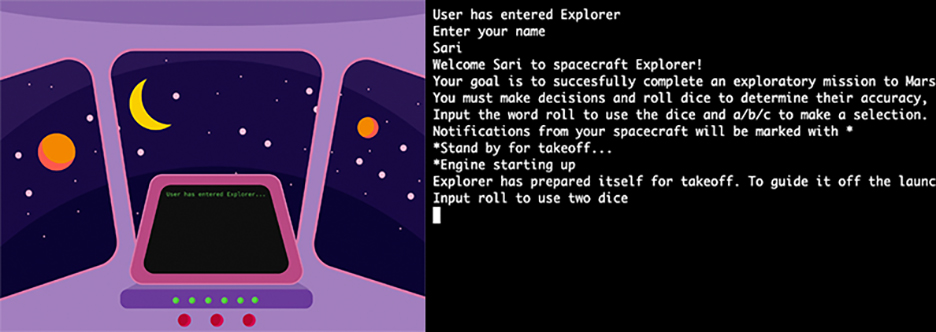 User has entered Explorer...
User has entered Explorer
Enter your name
Sari
Welcome Sari to spacecraft Explorer!
Your goal is to succesfully complete an exploratory mission to Mars
You must make decisions and roll dice to determine their accuracy,
Input the word roll to use the dice and a/b/c to make a selection.
Notifications from your spacecraft will be marked with *
*Stand by for takeoff...
*Engine starting up
Explorer has prepared itself for takeoff. To guide it off the launc
Input roll to use two dice